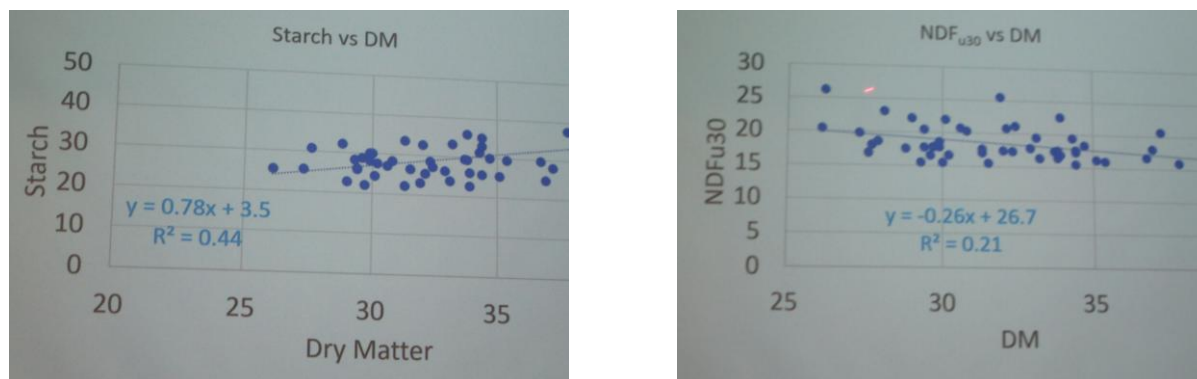 Starch vs DM
50
40
30
20
10
0
Starch
y = 0.78x + 3.5
R² = 0.44
20 25 30 35
Dry Matter
NDFu30 vs DM
30
25
20
15
10
5
0
NDFu30
y = -0.26x + 26.7
R² = 0.21
25 30 35
DM